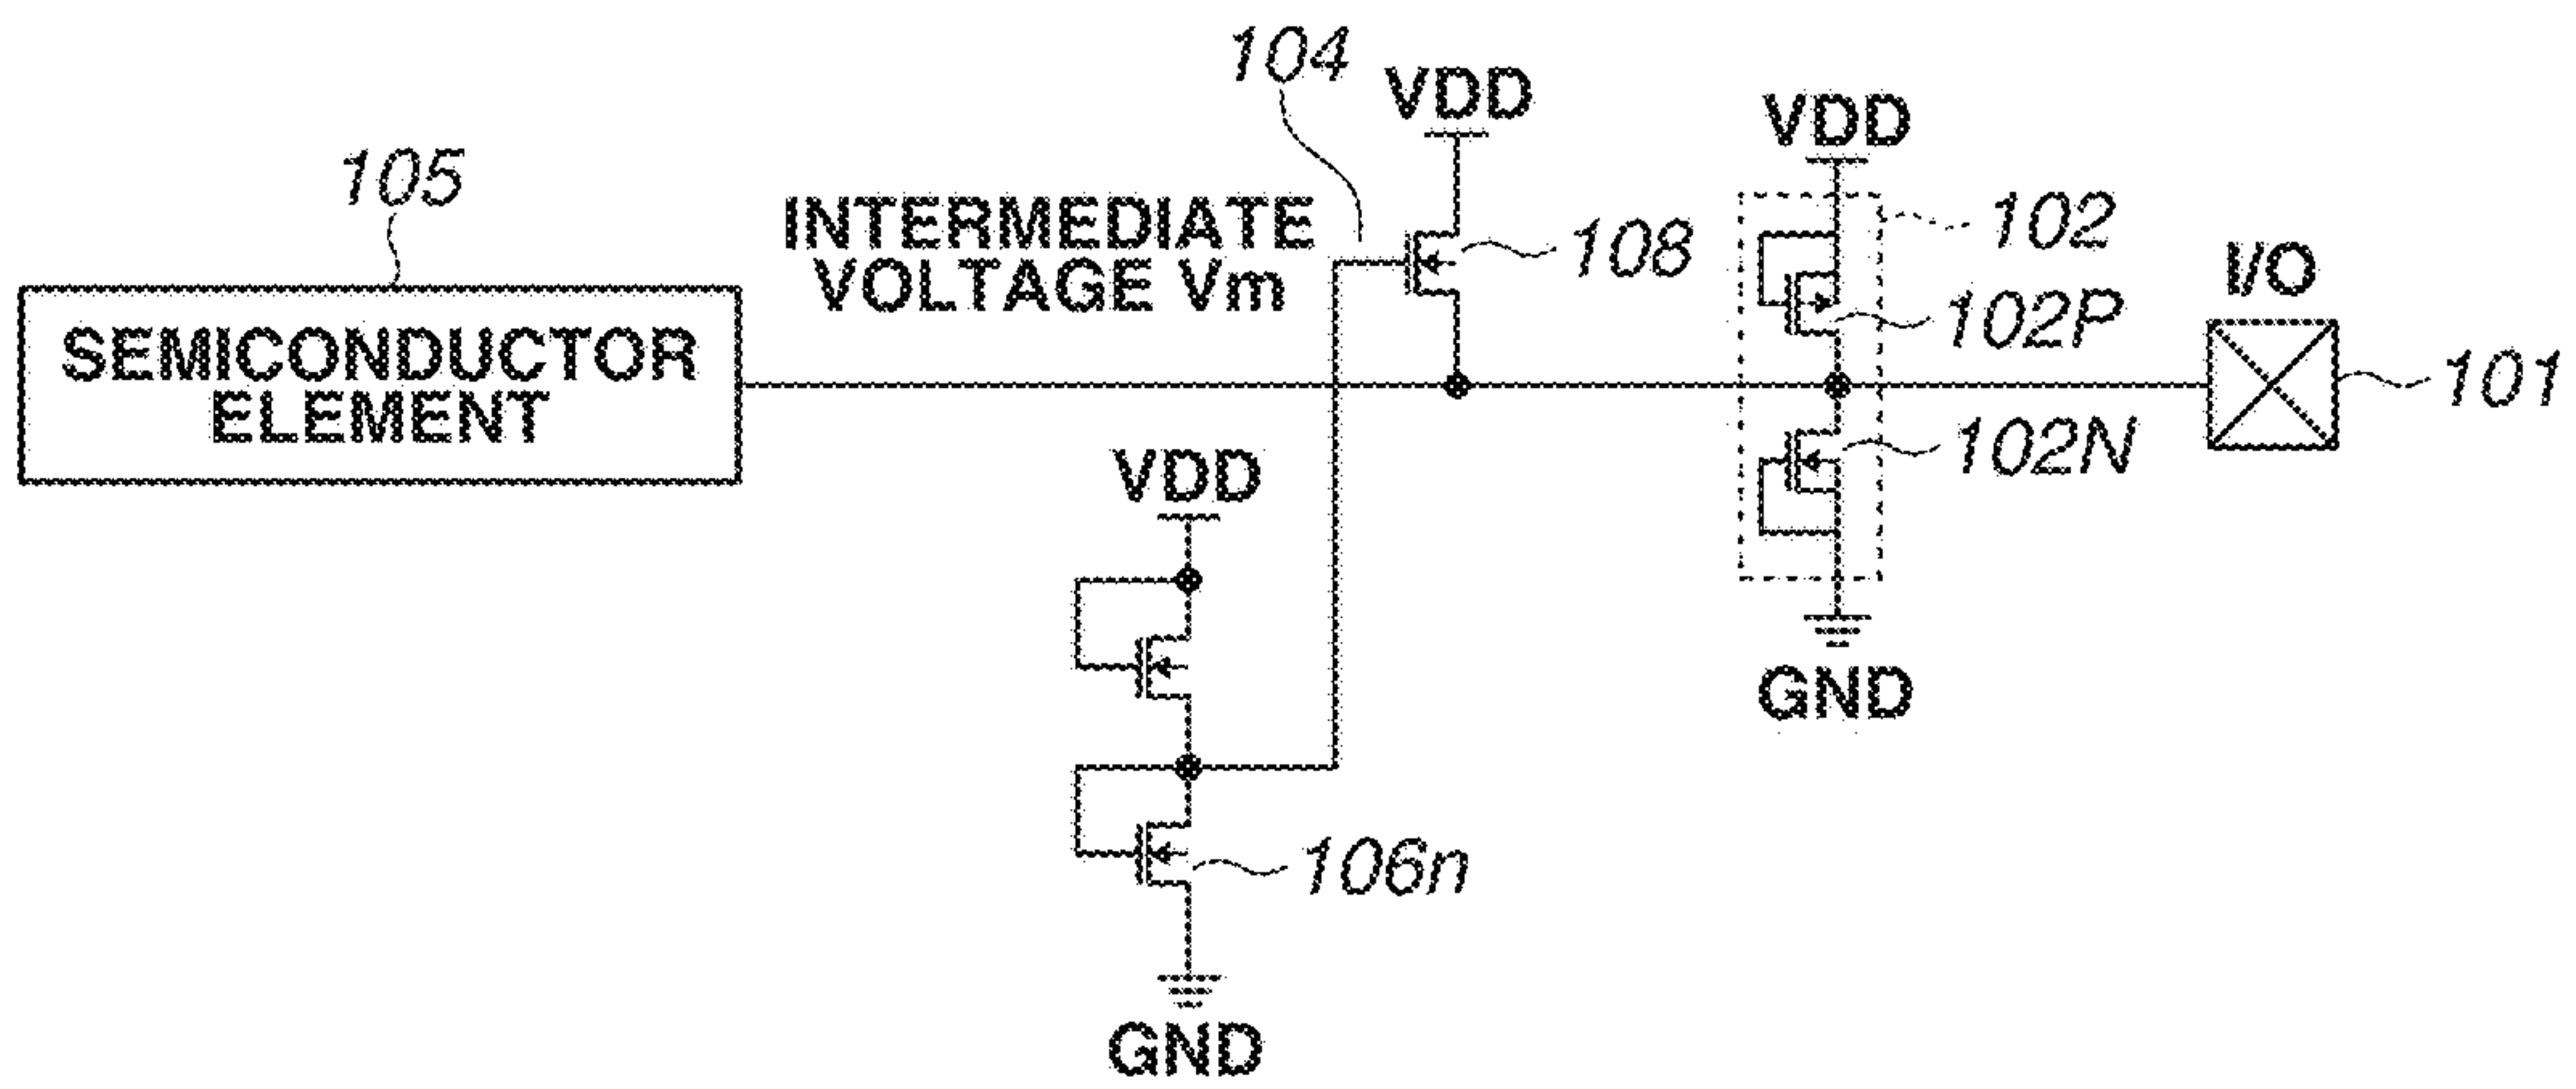 104
VDD
VDD
105
INTERMEDIATE
VOLTAGE Vm
108
102
I/O
SEMICONDUCTOR
ELEMENT
102P
101
102N
VDD
GND
106n
GND